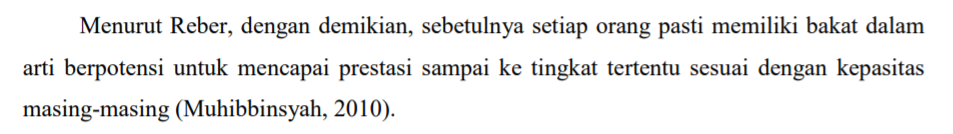 Menurut Reber, dengan demikian, sebetulnya setiap orang pasti memiliki bakat dalam
arti berpotensi untuk mencapai prestasi sampai ke tingkat tertentu sesuai dengan kepasitas
masing-masing (Muhibbinsyah, 2010).